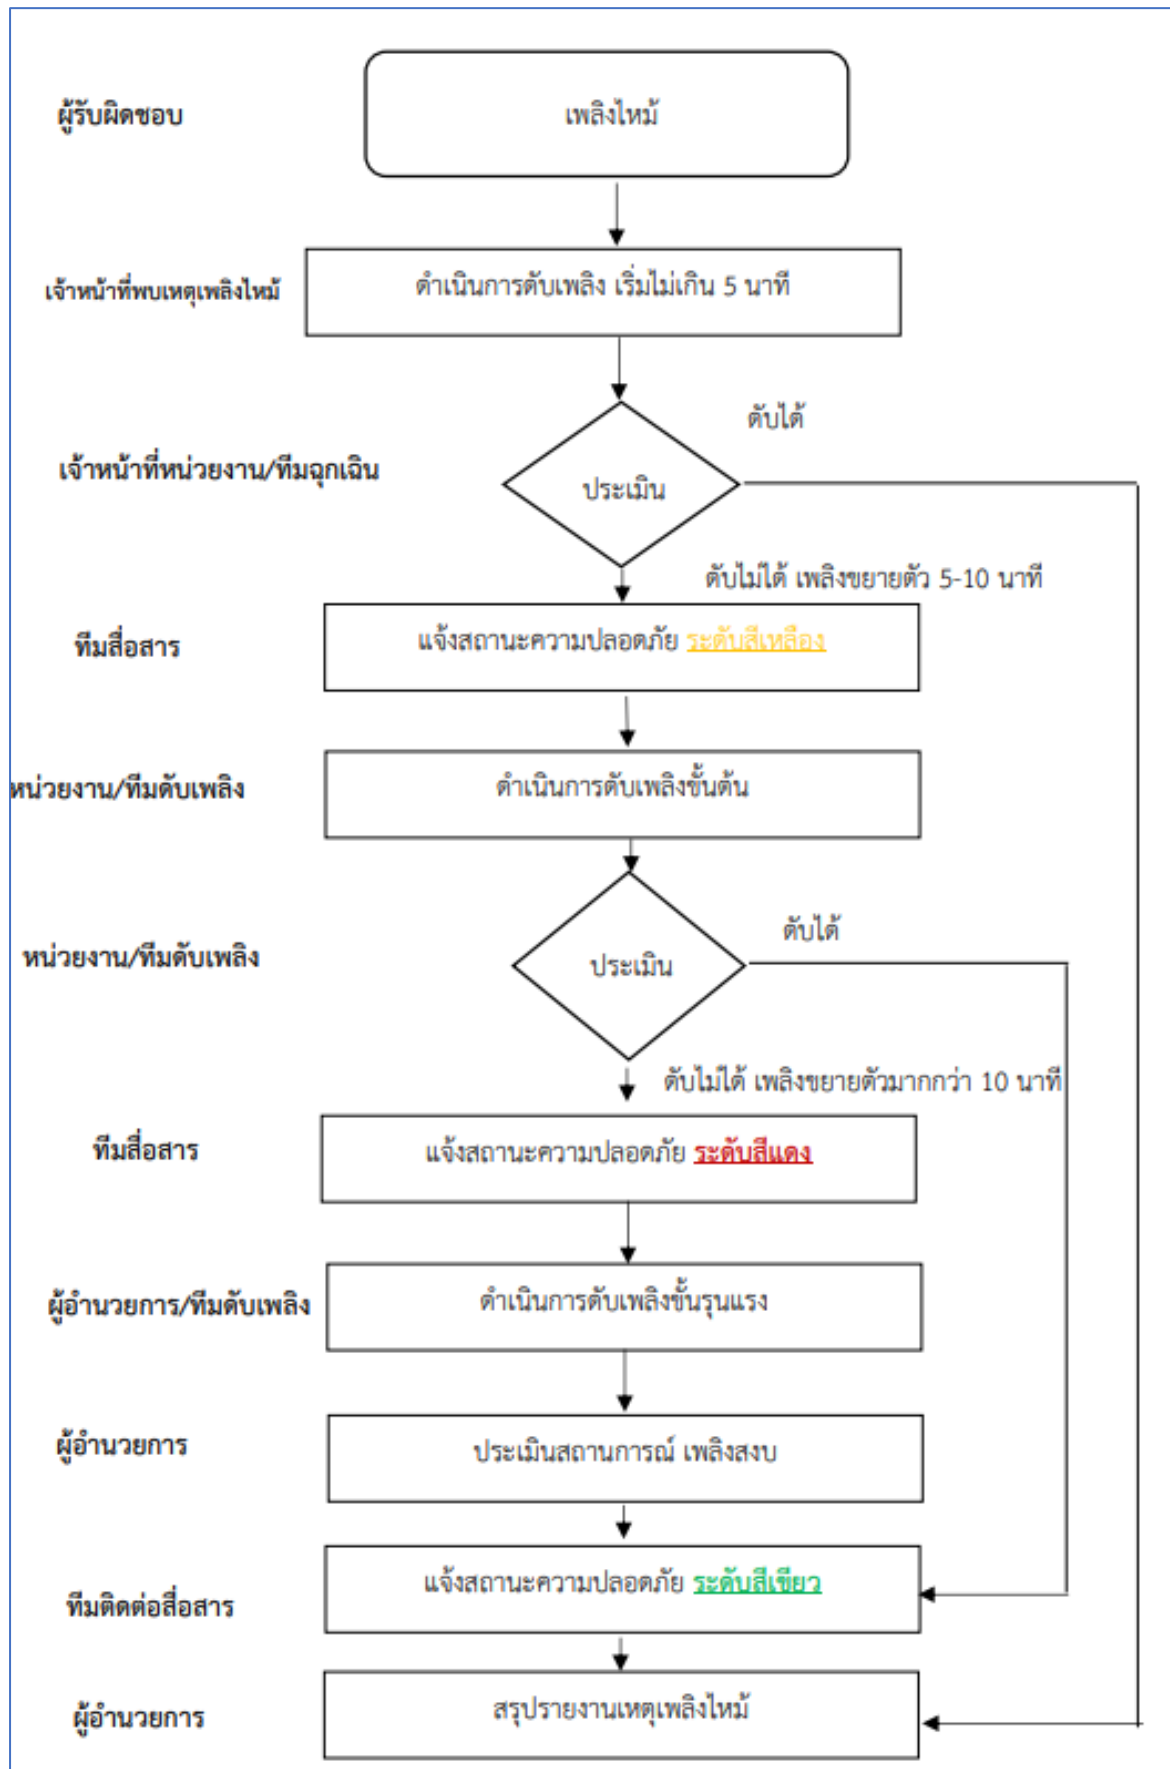 ผู้รับผิดชอบ
เพลิงไหม้
เจ้าหน้าที่พบเหตุเพลิงไหม้
ดำเนินการดับเพลิง เริ่มไม่เกิน 5 นาที
ดับได้
เจ้าหน้าที่หน่วยงาน/ทีมฉุกเฉิน
ประเมิน
ดับไม่ได้ เพลิงขยายตัว 5-10 นาที
ทีมสื่อสาร
แจ้งสถานะความปลอดภัย ระดับสีเหลือง
หน่วยงาน/ทีมดับเพลิง
ดำเนินการดับเพลิงขั้นต้น
ดับได้
หน่วยงาน/ทีมดับเพลิง
ประเมิน
ดับไม่ได้ เพลิงขยายตัวมากกว่า 10 นาที
ทีมสื่อสาร
แจ้งสถานะความปลอดภัย ระดับสีแดง
ผู้อำนวยการ/ทีมดับเพลิง
ดำเนินการดับเพลิงขั้นรุนแรง
ผู้อำนวยการ
ประเมินสถานการณ์ เพลิงสงบ
ทีมติดต่อสื่อสาร
แจ้งสถานะความปลอดภัย ระดับสีเขียว
ผู้อำนวยการ
สรุปรายงานเหตุเพลิงไหม้